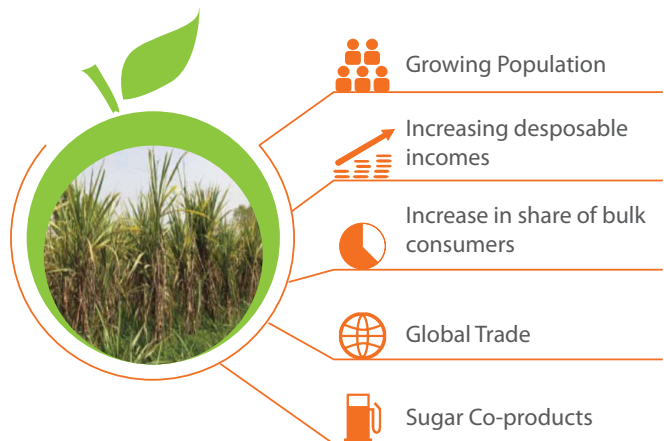 Growing Population
Increasing desposable
incomes
Increase in share of bulk
consumers
Global Trade
Sugar Co-products